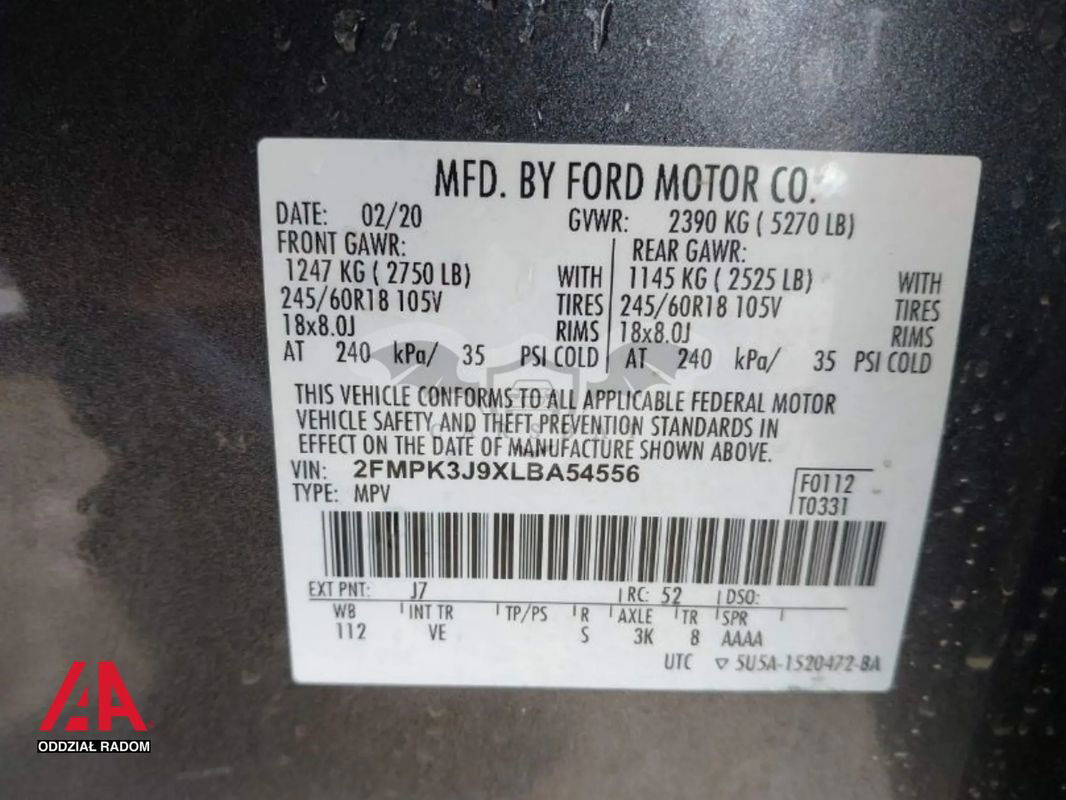 MFD. BY FORD MOTOR CO.
DATE: 02/20 GVWR: 2390 KG ( 5270 LB)
FRONT GAWR: REAR GAWR:
1247 KG ( 2750 LB) WITH 1145 KG ( 2525 LB) WITH
245/60R18 105V TIRES 245/60R18 105V TIRES
18x8.0J RIMS 18x8.0J RIMS
AT 240 kPa/ 35 PSI COLD AT 240 kPa/ 35 PSI COLD
THIS VEHICLE CONFORMS TO ALL APPLICABLE FEDERAL MOTOR
VEHICLE SAFETY AND THEFT PREVENTION STANDARDS IN
EFFECT ON THE DATE OF MANUFACTURE SHOWN ABOVE.
VIN: 2FMPK3J9XLBA54556
TYPE: MPV
F0112
T0331
EXT PNT: J7 RC: 52 DSO:
WB INT TR TP/PS R AXLE TR SPR
112 VE S 3K 8 AAAA
UTC ▽ 5U5A-1520472-BA
ODDZIAŁ RADOM